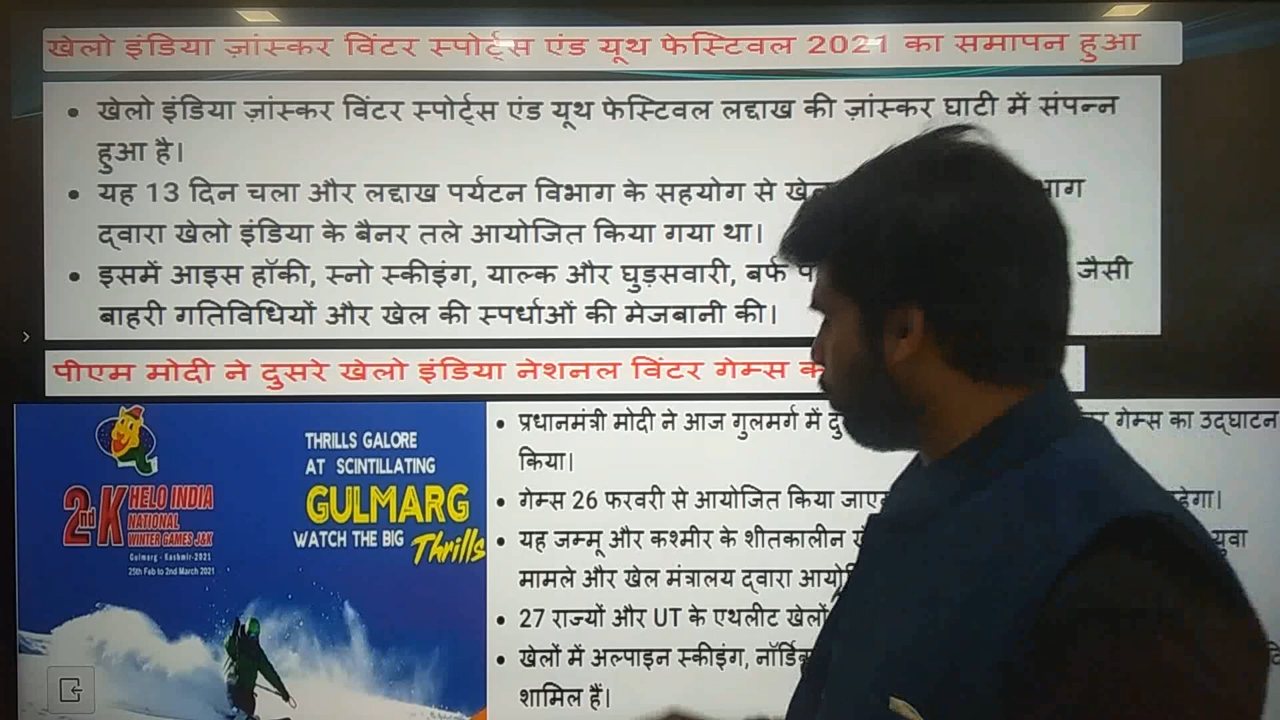 खेलो इंडिया ज़ांस्कर विंटर स्पोर्ट्स एंड यूथ फेस्टिवल 2021 का समापन हुआ
• खेलो इंडिया ज़ांस्कर विंटर स्पोर्ट्स एंड यूथ फेस्टिवल लद्दाख की ज़ांस्कर घाटी में संपन्न
हुआ है।
• यह 13 दिन चला और लद्दाख पर्यटन विभाग के सहयोग से
द्वारा खेलो इंडिया के बैनर तले आयोजित किया गया था।
• इसमें आइस हॉकी, स्नो स्कीइंग, याल्क और घुड़सवारी, बर्फ जैसी
बाहरी गतिविधियों और खेल की स्पर्धाओं की मेजबानी की।
पीएम मोदी ने दुसरे खेलो इंडिया नेशनल विंटर गेम्स
THRILLS GALORE
AT SCINTILLATING
GULMARG
WATCH THE BIG Thrills
2nd KHELO INDIA
NATIONAL
WINTER GAMES J&K
Gulmarg - Kashmir-2021
25th Feb to 2nd March 2021
• प्रधानमंत्री मोदी ने आज गुलमर्ग में गेम्स का उद्घाटन
किया।
• गेम्स 26 फरवरी से आयोजित किया
• यह जम्मू और कश्मीर के शीतकालीन युवा
मामले और खेल मंत्रालय द्वारा
• 27 राज्यों और UT के एथलीट
• खेलों में अल्पाइन स्कीइंग,
शामिल हैं।